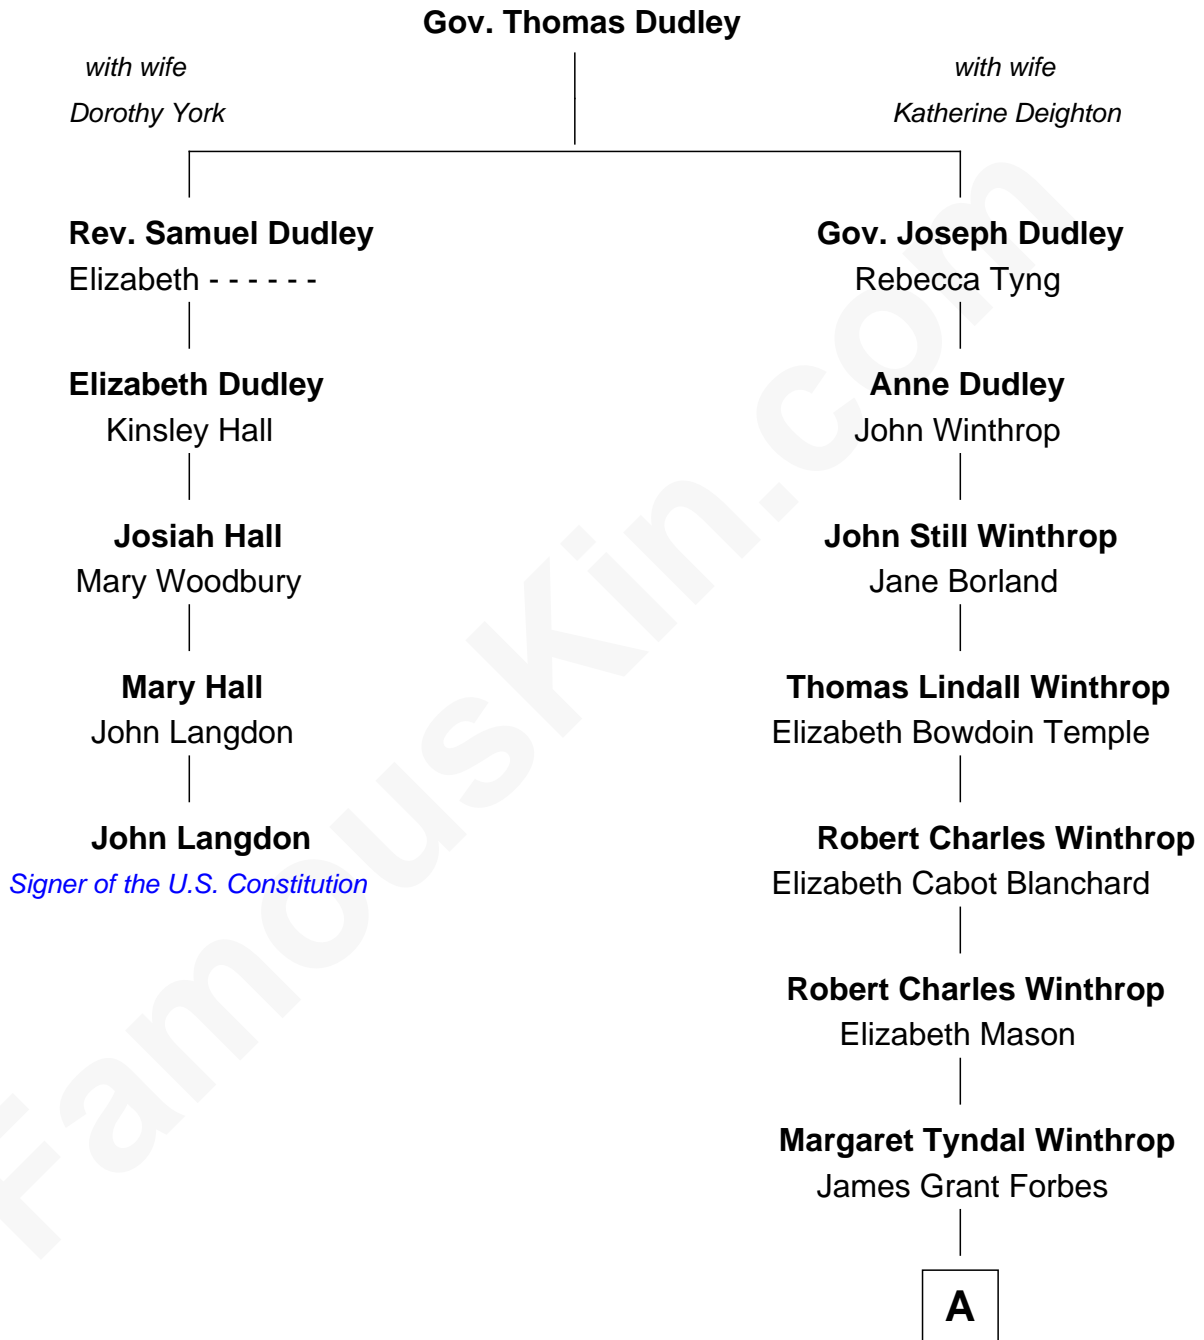 Gov. Thomas Dudley
with wife
Dorothy York
with wife
Katherine Deighton
Rev. Samuel Dudley
Elizabeth - - - - - -
Gov. Joseph Dudley
Rebecca Tyng
Elizabeth Dudley
Kinsley Hall
Anne Dudley
John Winthrop
Josiah Hall
Mary Woodbury
John Still Winthrop
Jane Borland
Mary Hall
John Langdon
Thomas Lindall Winthrop
Elizabeth Bowdoin Temple
John Langdon
Signer of the U.S. Constitution
Robert Charles Winthrop
Elizabeth Cabot Blanchard
Robert Charles Winthrop
Elizabeth Mason
Margaret Tyndal Winthrop
James Grant Forbes
A
FamousKin.com